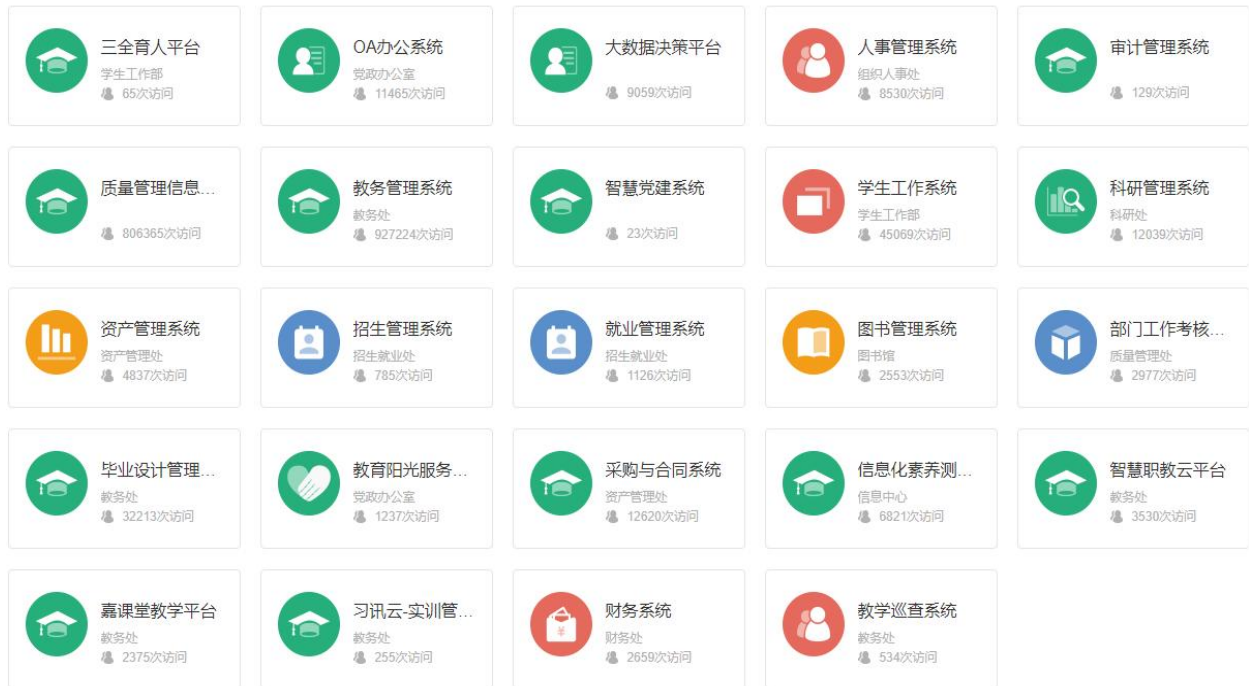 三全育人平台
学生工作部
65次访问
OA办公系统
党政办公室
11465次访问
大数据决策平台
9059次访问
人事管理系统
组织人事处
8530次访问
审计管理系统
129次访问
质量管理信息...
806365次访问
教务管理系统
教务处
927224次访问
智慧党建系统
23次访问
学生工作系统
学生工作部
45069次访问
科研管理系统
科研处
12039次访问
资产管理系统
资产管理处
4837次访问
招生管理系统
招生就业处
785次访问
就业管理系统
招生就业处
1126次访问
图书管理系统
图书馆
2553次访问
部门工作考核...
质量管理处
2977次访问
毕业设计管理...
教务处
32213次访问
教育阳光服务...
党政办公室
1237次访问
采购与合同系统
资产管理处
12620次访问
信息化素养测...
信息中心
6821次访问
智慧职教云平台
教务处
3530次访问
嘉课堂教学平台
教务处
2375次访问
习讯云-实训管...
教务处
255次访问
财务系统
财务处
2659次访问
教学巡查系统
教务处
534次访问